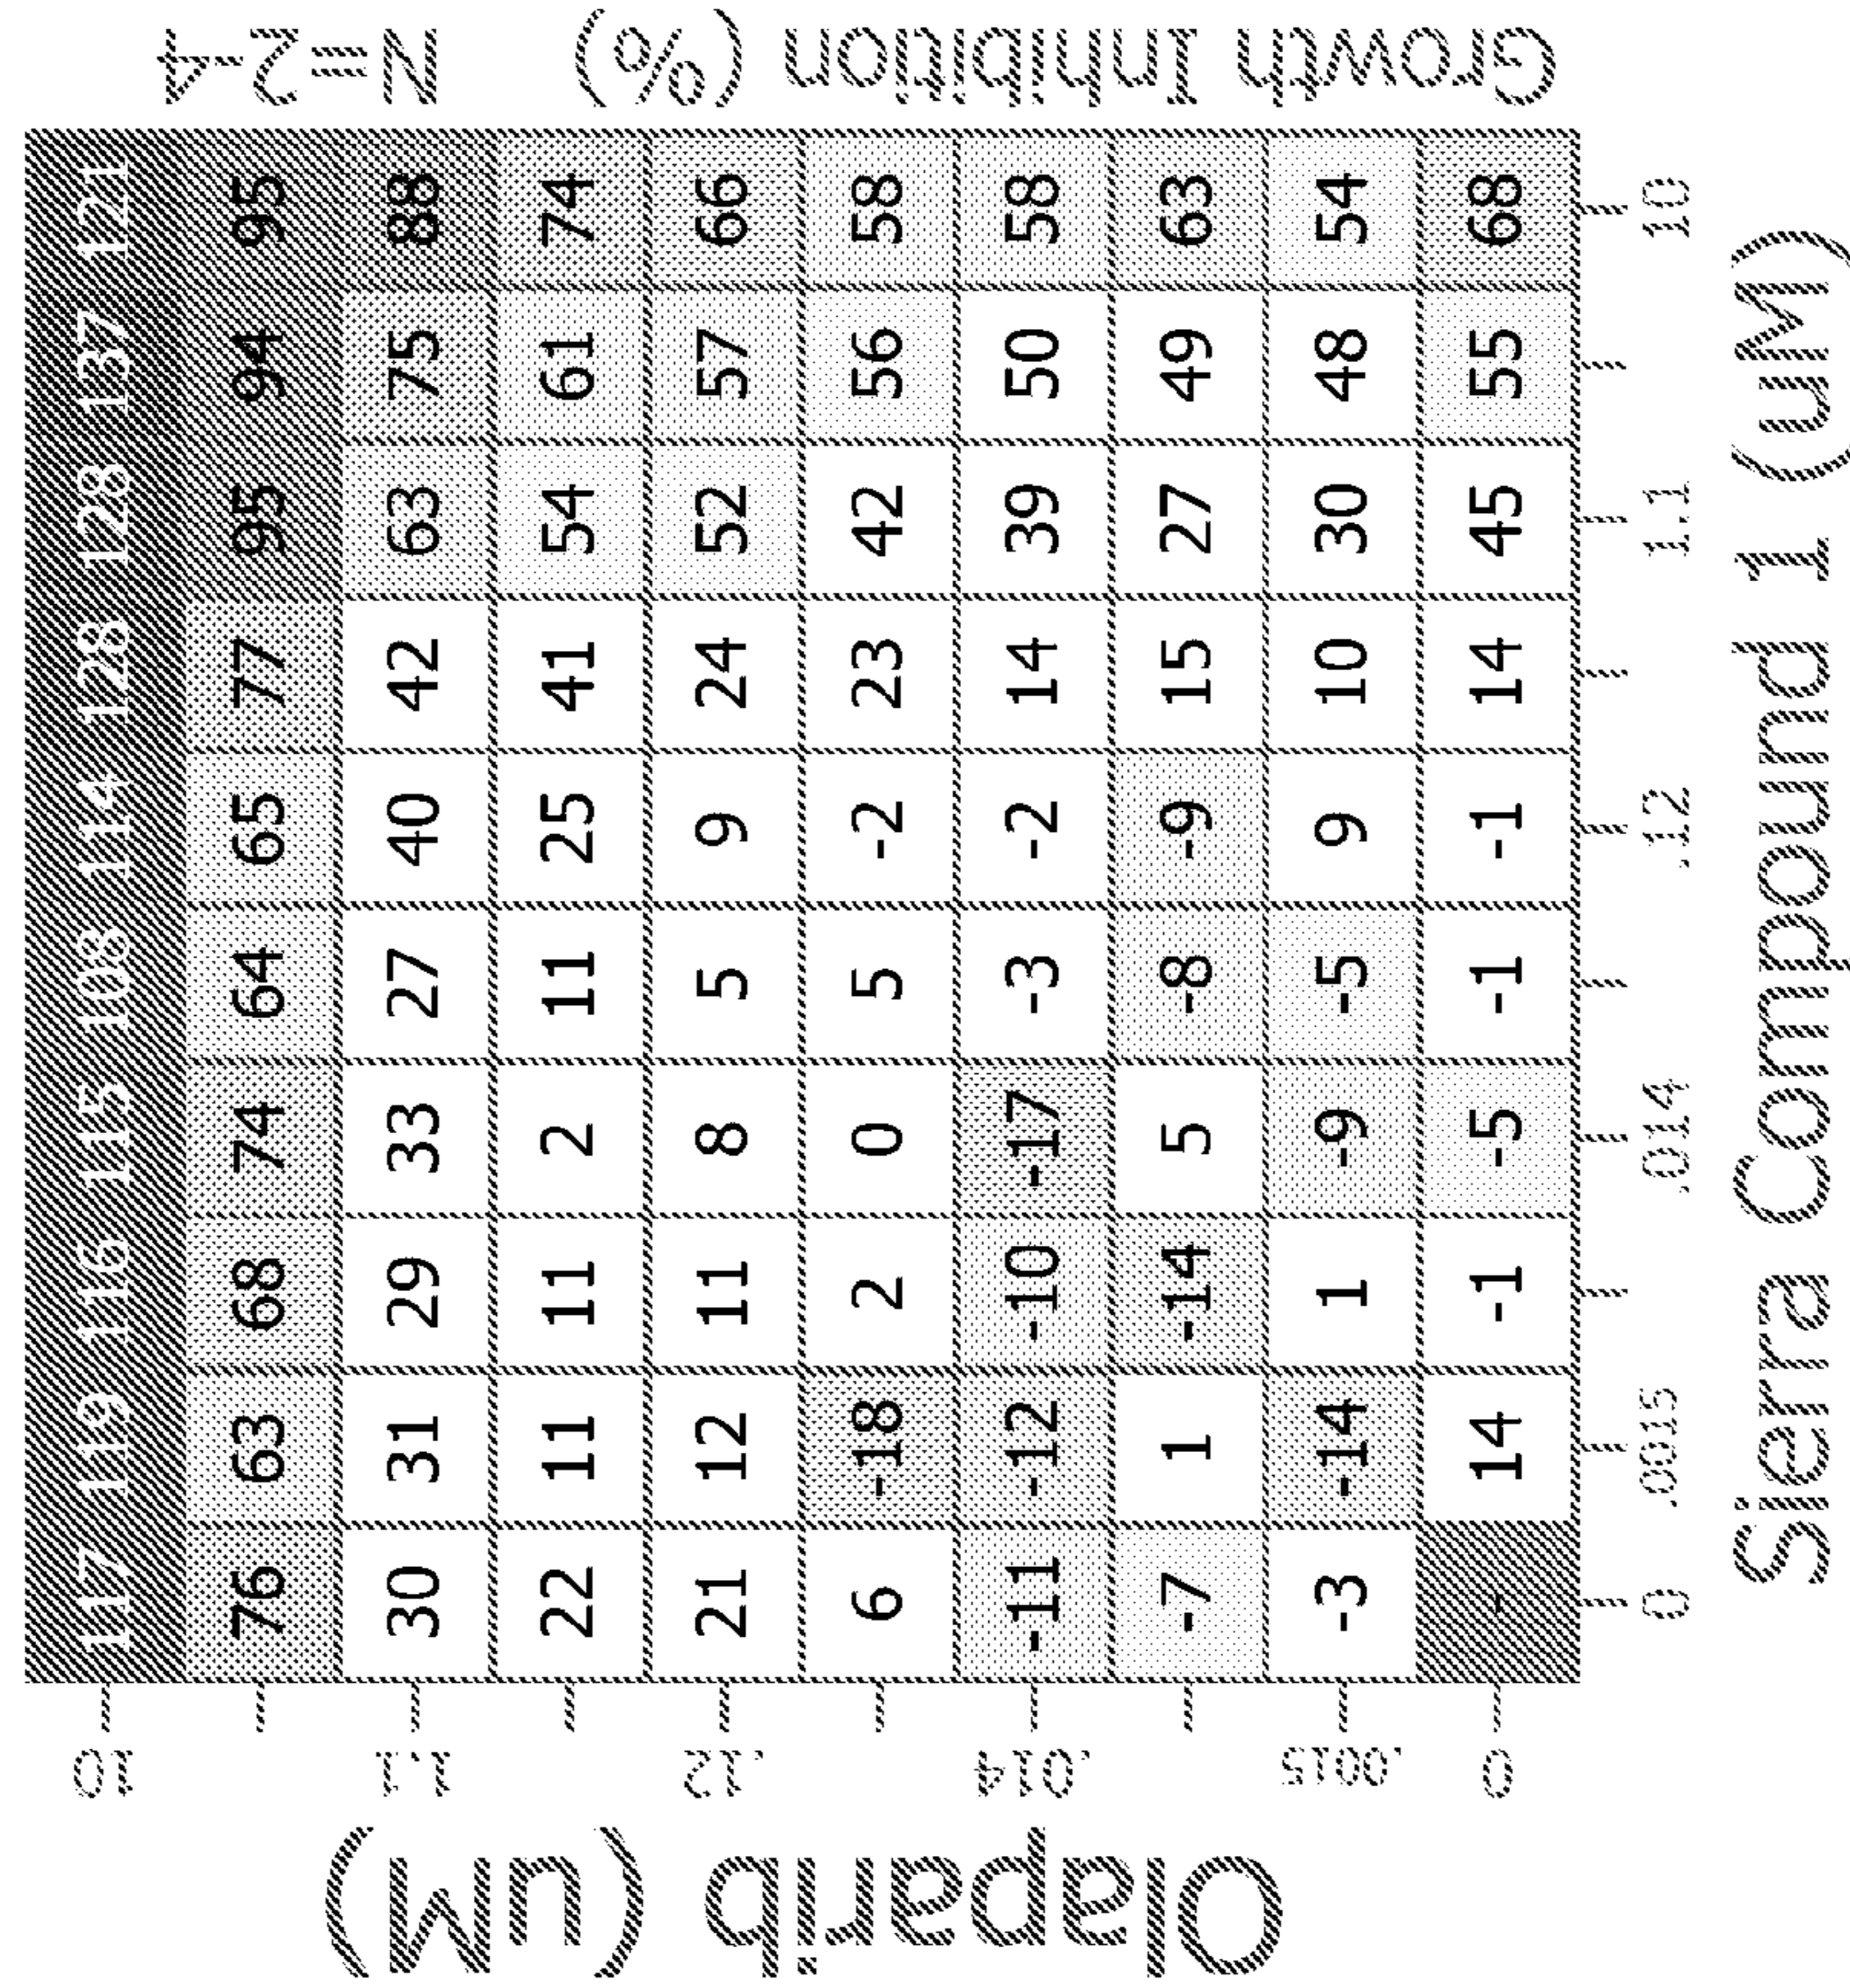 Olaparib (uM)
10
1.1
.12
.014
.0015
0
117 119 116 115 108 114 128 128 137 121
76 63 68 74 64 65 77 95 94 95
30 31 29 33 27 40 42 63 75 88
22 11 11 2 11 25 41 54 61 74
21 12 11 8 5 9 24 52 57 66
6 -18 2 0 5 -2 23 42 56 58
-11 -12 -10 -17 -3 -2 14 39 50 58
-7 1 -14 5 -8 -9 15 27 49 63
-3 -14 1 -9 -5 9 10 30 48 54
- 14 -1 -5 -1 -1 14 45 55 68
0 .0015 .014 .12 1.1 10
Sierra Compound 1 (uM)
Growth Inhibition (%) N=2-4